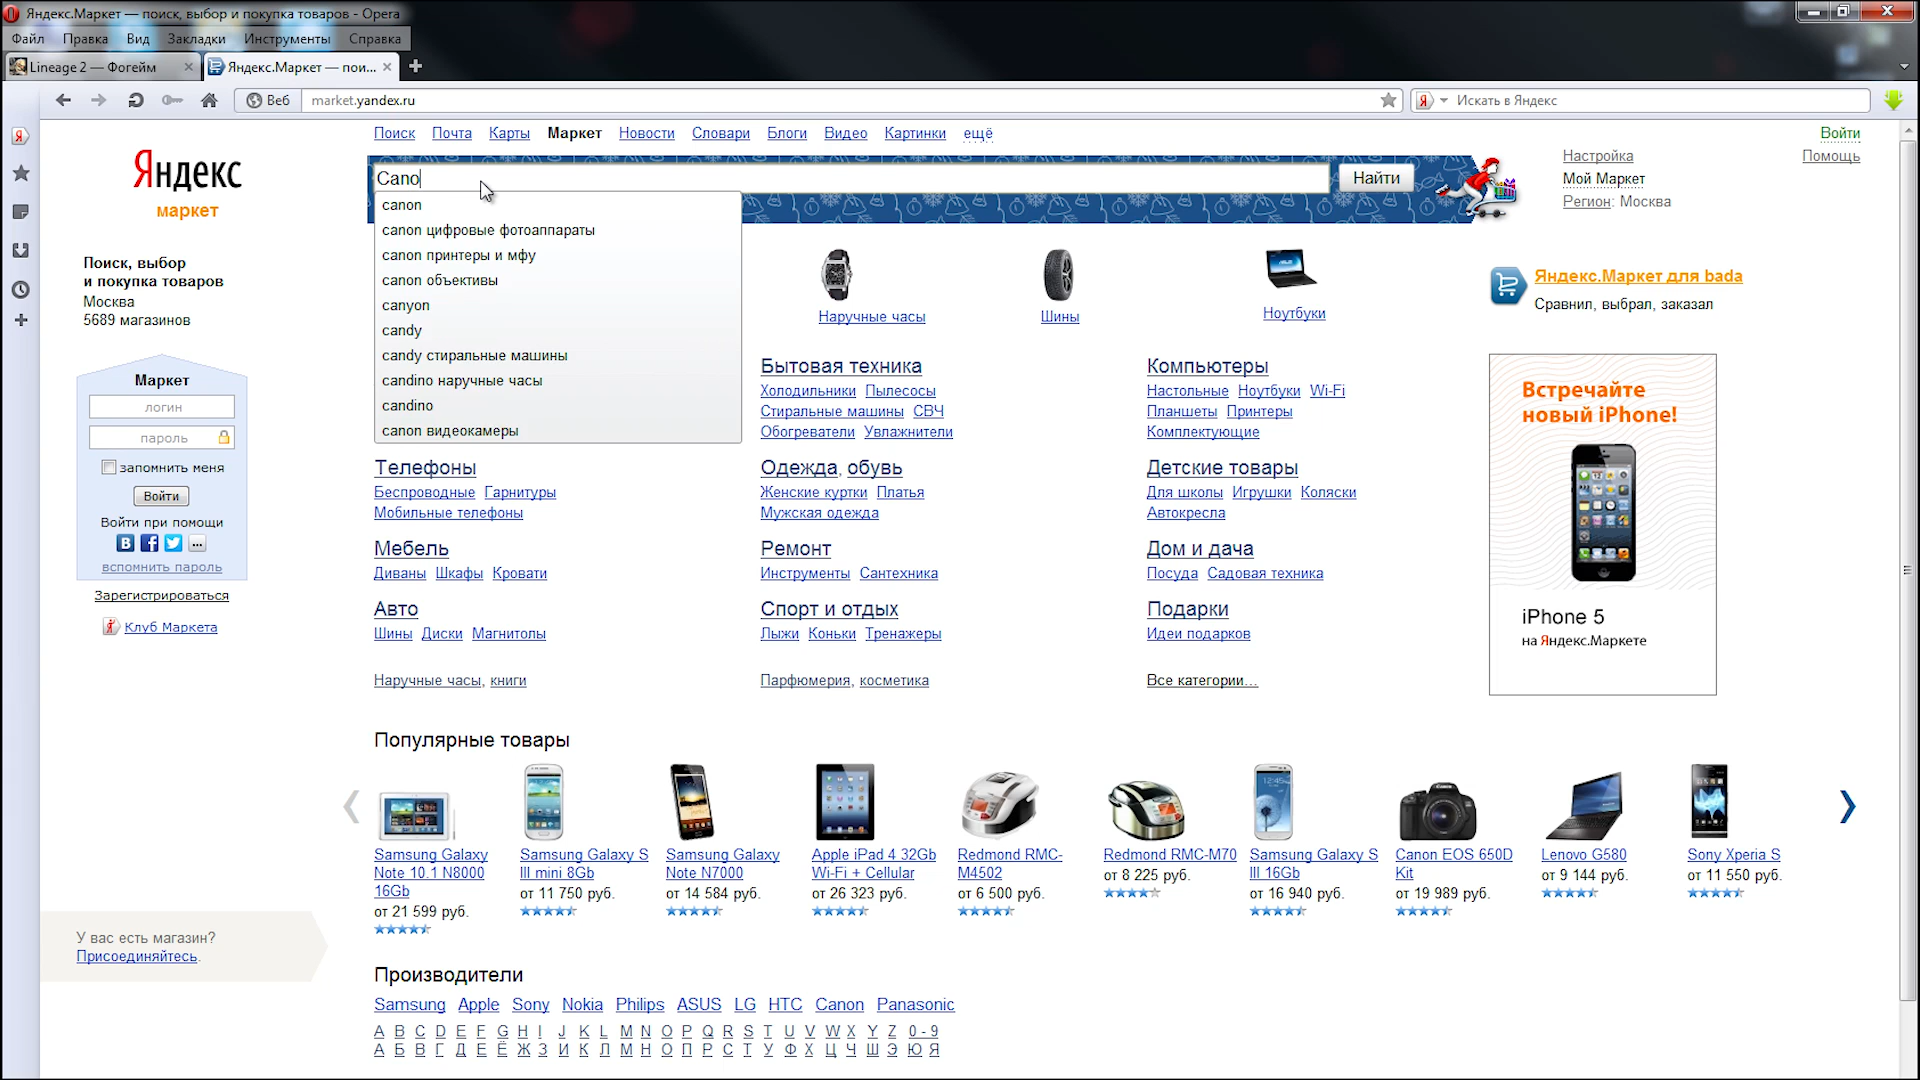 Яндекс.Маркет — поиск, выбор и покупка товаров - Opera
Файл Правка Вид Закладки Инструменты Справка
Lineage 2 — Фогейм
Яндекс.Маркет — пои...
Веб
market.yandex.ru
Искать в Яндекс
Поиск Почта Карты Маркет Новости Словари Блоги Видео Картинки ещё
Войти
Настройка
Помощь
Мой Маркет
Регион: Москва
Яндекс
маркет
Cano
Найти
canon
canon цифровые фотоаппараты
canon принтеры и мфу
canon объективы
canyon
candy
candy стиральные машины
candino наручные часы
candino
canon видеокамеры
Поиск, выбор
и покупка товаров
Москва
5689 магазинов
Наручные часы
Шины
Ноутбуки
Яндекс.Маркет для bada
Сравнил, выбрал, заказал
Маркет
логин
пароль
запомнить меня
Войти
Войти при помощи
вспомнить пароль
Зарегистрироваться
Клуб Маркета
Бытовая техника
Холодильники Пылесосы
Стиральные машины СВЧ
Обогреватели Увлажнители
Компьютеры
Настольные Ноутбуки Wi-Fi
Планшеты Принтеры
Комплектующие
Телефоны
Беспроводные Гарнитуры
Мобильные телефоны
Одежда, обувь
Женские куртки Платья
Мужская одежда
Детские товары
Для школы Игрушки Коляски
Автокресла
Мебель
Диваны Шкафы Кровати
Ремонт
Инструменты Сантехника
Дом и дача
Посуда Садовая техника
Авто
Шины Диски Магнитолы
Спорт и отдых
Лыжи Коньки Тренажеры
Подарки
Идеи подарков
Наручные часы, книги
Парфюмерия, косметика
Все категории...
Встречайте
новый iPhone!
iPhone 5
на Яндекс.Маркете
Популярные товары
Samsung Galaxy
Note 10.1 N8000
16Gb
от 21 599 руб.
Samsung Galaxy S
III mini 8Gb
от 11 750 руб.
Samsung Galaxy
Note N7000
от 14 584 руб.
Apple iPad 4 32Gb
Wi-Fi + Cellular
от 26 323 руб.
Redmond RMC-
M4502
от 6 500 руб.
Redmond RMC-M70
от 8 225 руб.
Samsung Galaxy S
III 16Gb
от 16 940 руб.
Canon EOS 650D
Kit
от 19 989 руб.
Lenovo G580
от 9 144 руб.
Sony Xperia S
от 11 550 руб.
У вас есть магазин?
Присоединяйтесь.
Производители
Samsung Apple Sony Nokia Philips ASUS LG HTC Canon Panasonic
A B C D E F G H I J K L M N O P Q R S T U V W X Y Z 0 - 9
А Б В Г Д Е Ё Ж З И К Л М Н О П Р С Т У Ф Х Ц Ч Ш Э Ю Я